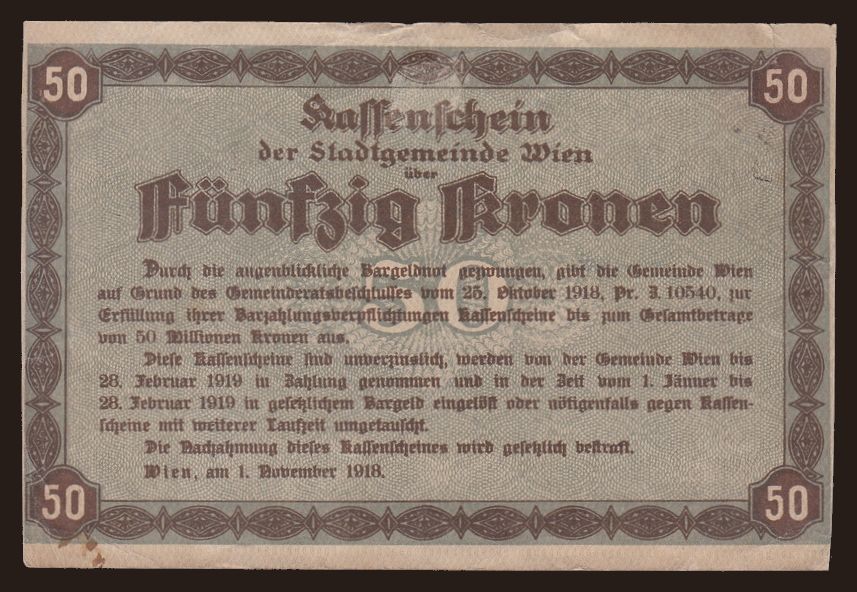 50 50
Kassenschein
der Stadtgemeinde Wien
über
Fünfzig Kronen
50
Durch die augenblickliche Bargeldnot gezwungen, gibt die Gemeinde Wien
auf Grund des Gemeinderatsbeschlusses vom 25. Oktober 1918, Pr. Z. 10540, zur
Erfüllung ihrer Barzahlungsverpflichtungen Kassenscheine bis zum Gesamtbetrage
von 50 Millionen Kronen aus.
Diese Kassenscheine sind unverzinslich, werden von der Gemeinde Wien bis
28. Februar 1919 in Zahlung genommen und in der Zeit vom 1. Jänner bis
28. Februar 1919 in gesetzlichem Bargeld eingelöst oder nötigenfalls gegen Kassen-
scheine mit weiterer Laufzeit umgetauscht.
Die Nachahmung dieses Kassenscheines wird gesetzlich bestraft.
Wien, am 1. November 1918.
50 50